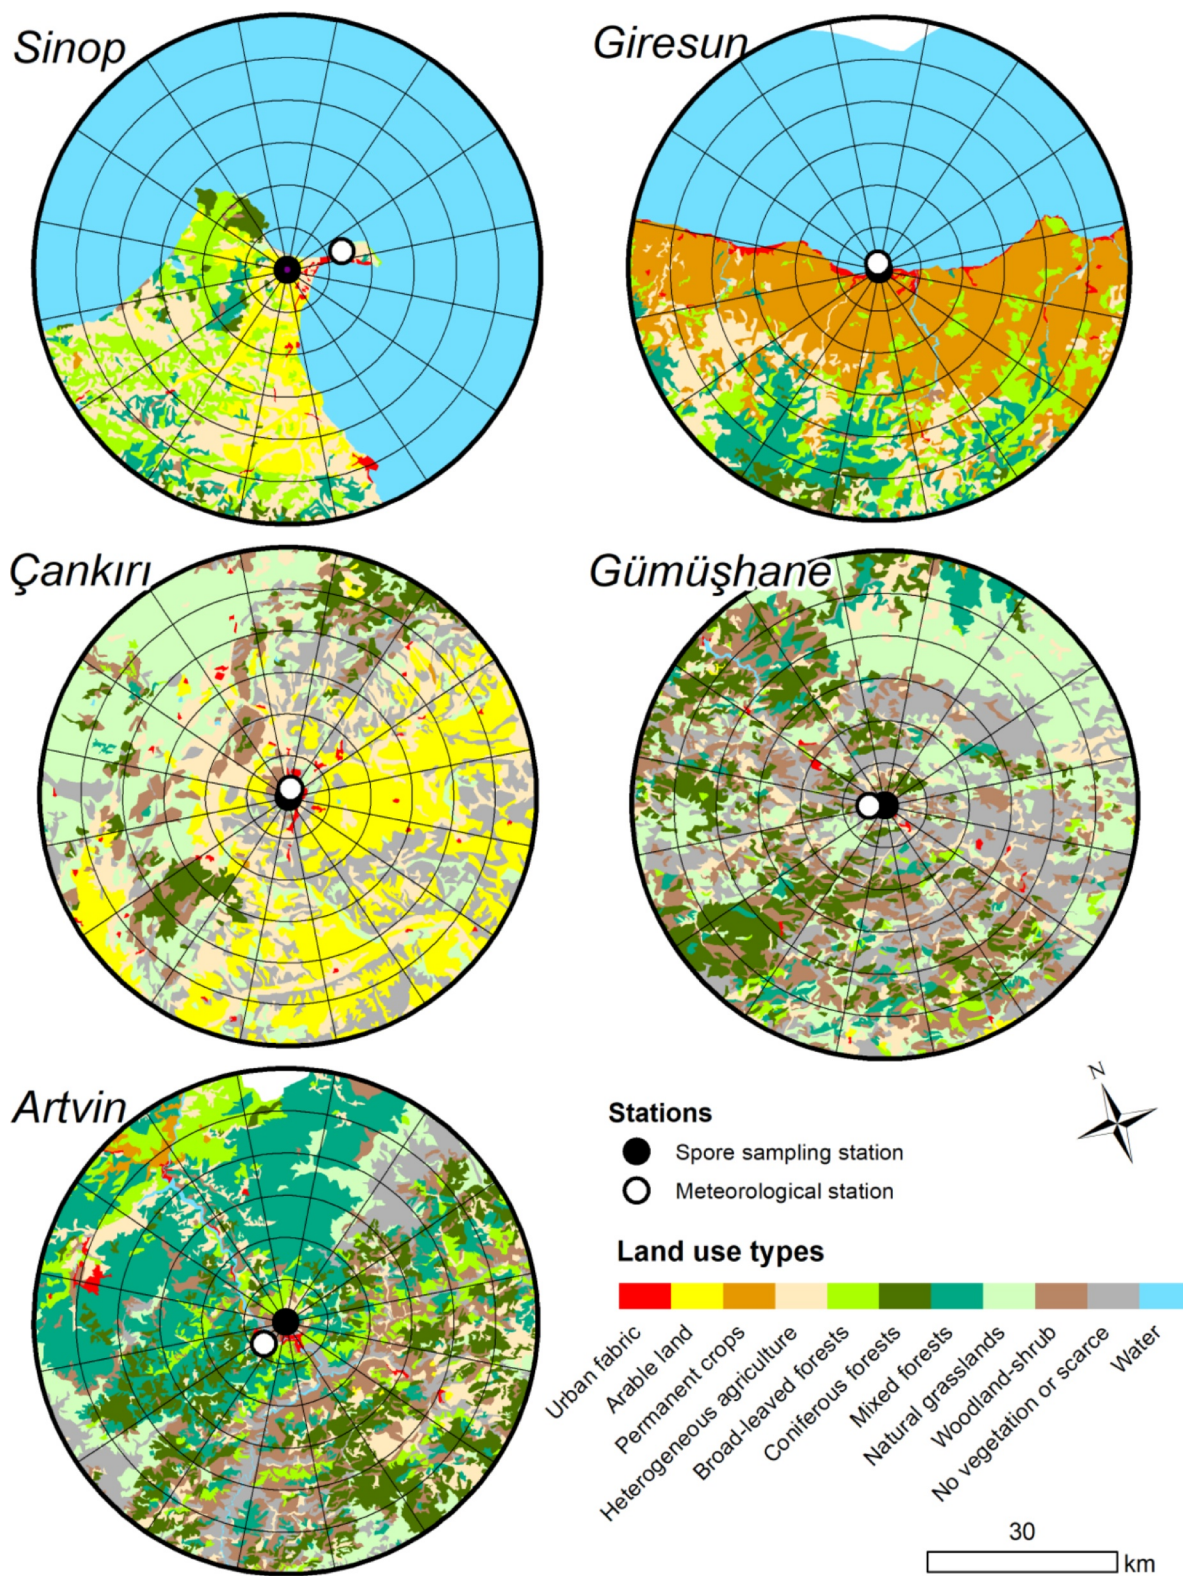 Sinop
Giresun
Çankırı
Gümüşhane
Artvin
N
Stations
Spore sampling station
Meteorological station
Land use types
Urban fabric
Arable land
Permanent crops
Heterogeneous agriculture
Broad-leaved forests
Coniferous forests
Mixed forests
Natural grasslands
Woodland-shrub
No vegetation or scarce
Water
30
km